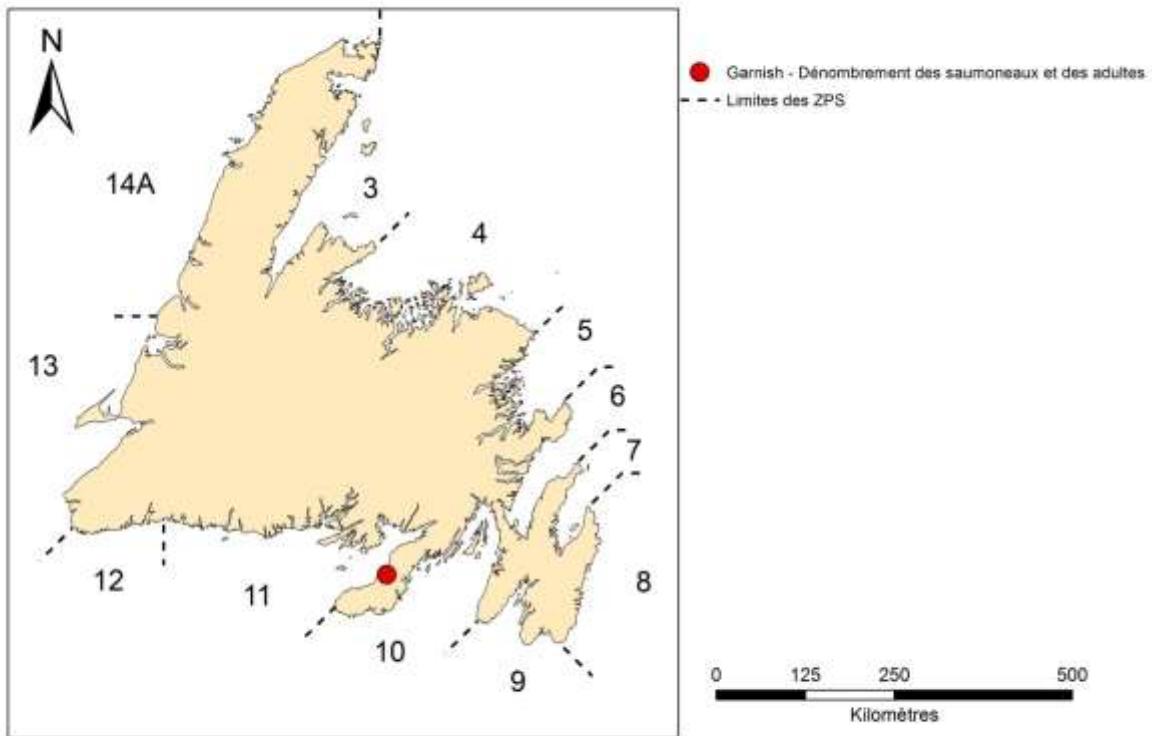 N
Garnish - Dénombrement des saumoneaux et des adultes
Limites des ZPS
14A
3
4
5
13
6
7
8
12
11
10
9
0 125 250 500
Kilomètres